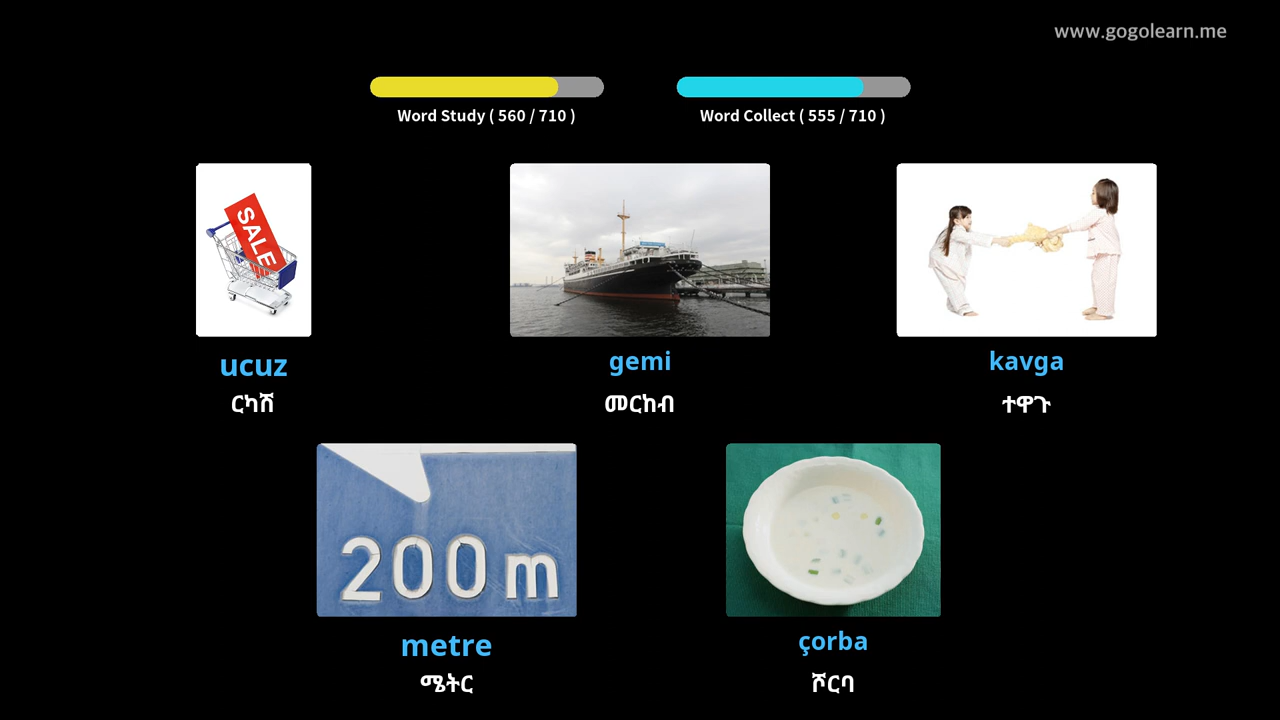 www.gogolearn.me
Word Study ( 560 / 710 )
Word Collect ( 555 / 710 )
SALE
ucuz
ርካሽ
gemi
መርከብ
kavga
ተዋጉ
200 m
metre
ሜትር
çorba
ሾርባ